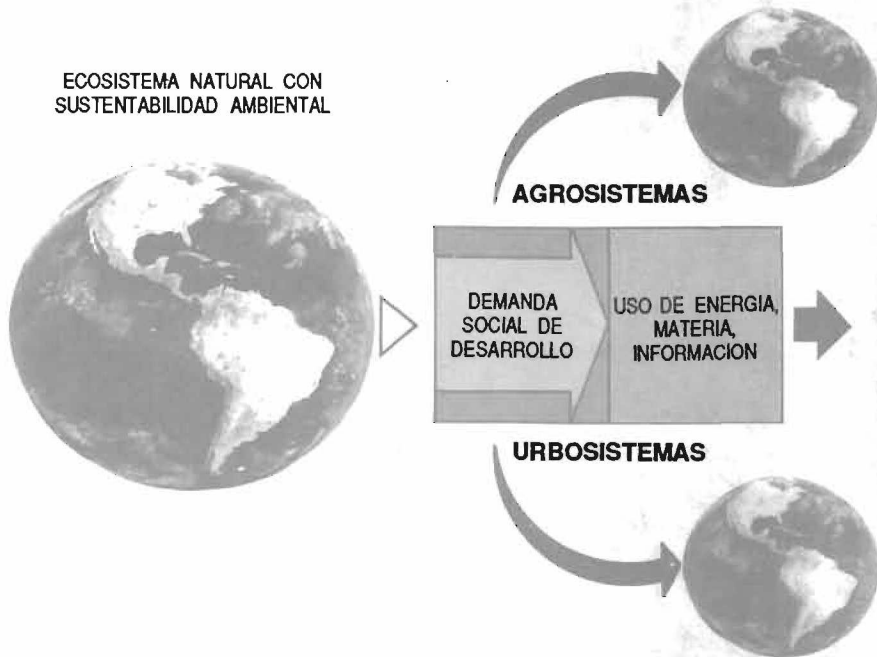 ECOSISTEMA NATURAL CON
SUSTENTABILIDAD AMBIENTAL
AGROSISTEMAS
DEMANDA
SOCIAL DE
DESARROLLO
USO DE ENERGIA,
MATERIA,
INFORMACION
URBOSISTEMAS